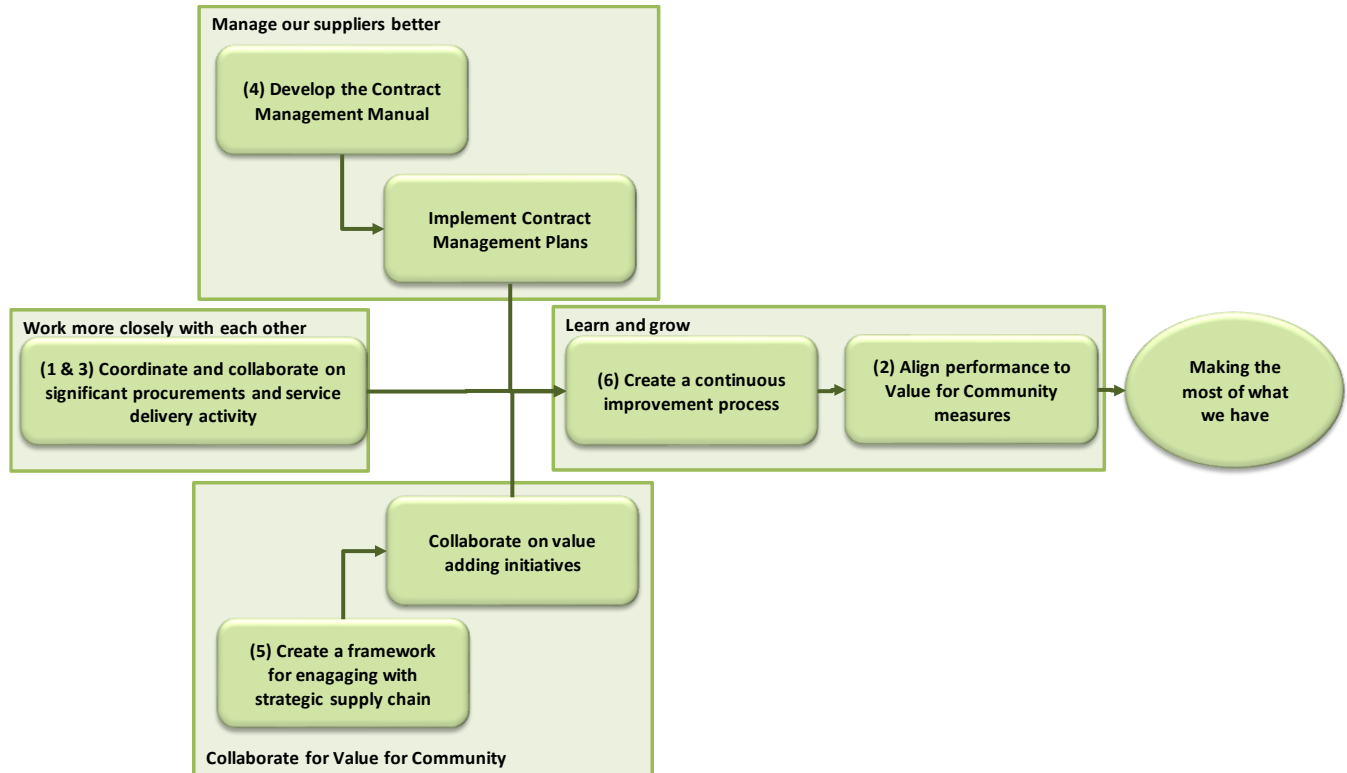 Manage our suppliers better
(4) Develop the Contract
Management Manual
Implement Contract
Management Plans
Work more closely with each other
(1 & 3) Coordinate and collaborate on
significant procurements and service
delivery activity
Learn and grow
(6) Create a continuous
improvement process
(2) Align performance to
Value for Community
measures
Making the
most of what
we have
Collaborate on value
adding initiatives
(5) Create a framework
for enagaging with
strategic supply chain
Collaborate for Value for Community